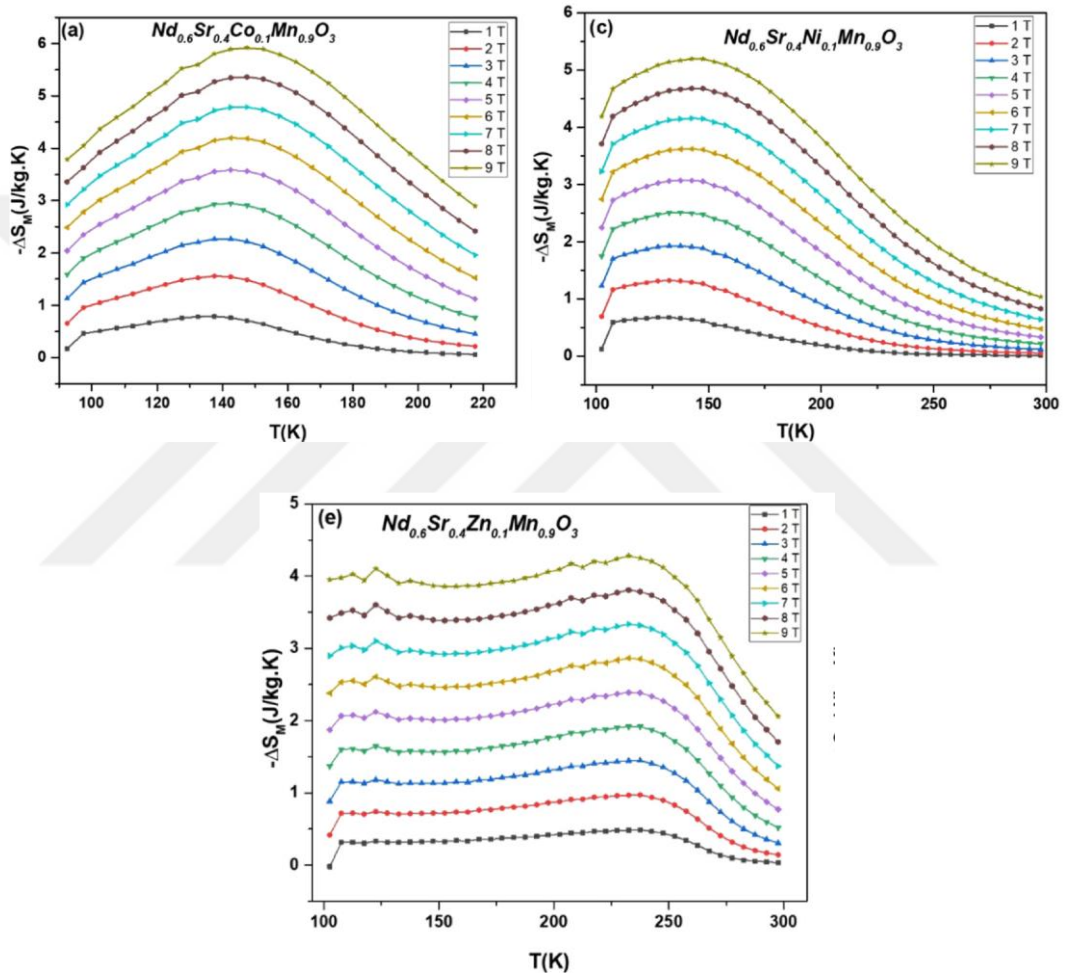 (a)
Nd0.6Sr0.4Co0.1Mn0.9O3
1 T
2 T
3 T
4 T
5 T
6 T
7 T
8 T
9 T
6
5
4
3
2
1
0
-ΔSM(J/kg.K)
100 120 140 160 180 200 220
T(K)
(c)
Nd0.6Sr0.4Ni0.1Mn0.9O3
1 T
2 T
3 T
4 T
5 T
6 T
7 T
8 T
9 T
6
5
4
3
2
1
0
-ΔSM(J/kg.K)
100 150 200 250 300
T(K)
(e)
Nd0.6Sr0.4Zn0.1Mn0.9O3
1 T
2 T
3 T
4 T
5 T
6 T
7 T
8 T
9 T
5
4
3
2
1
0
-ΔSM(J/kg.K)
100 150 200 250 300
T(K)